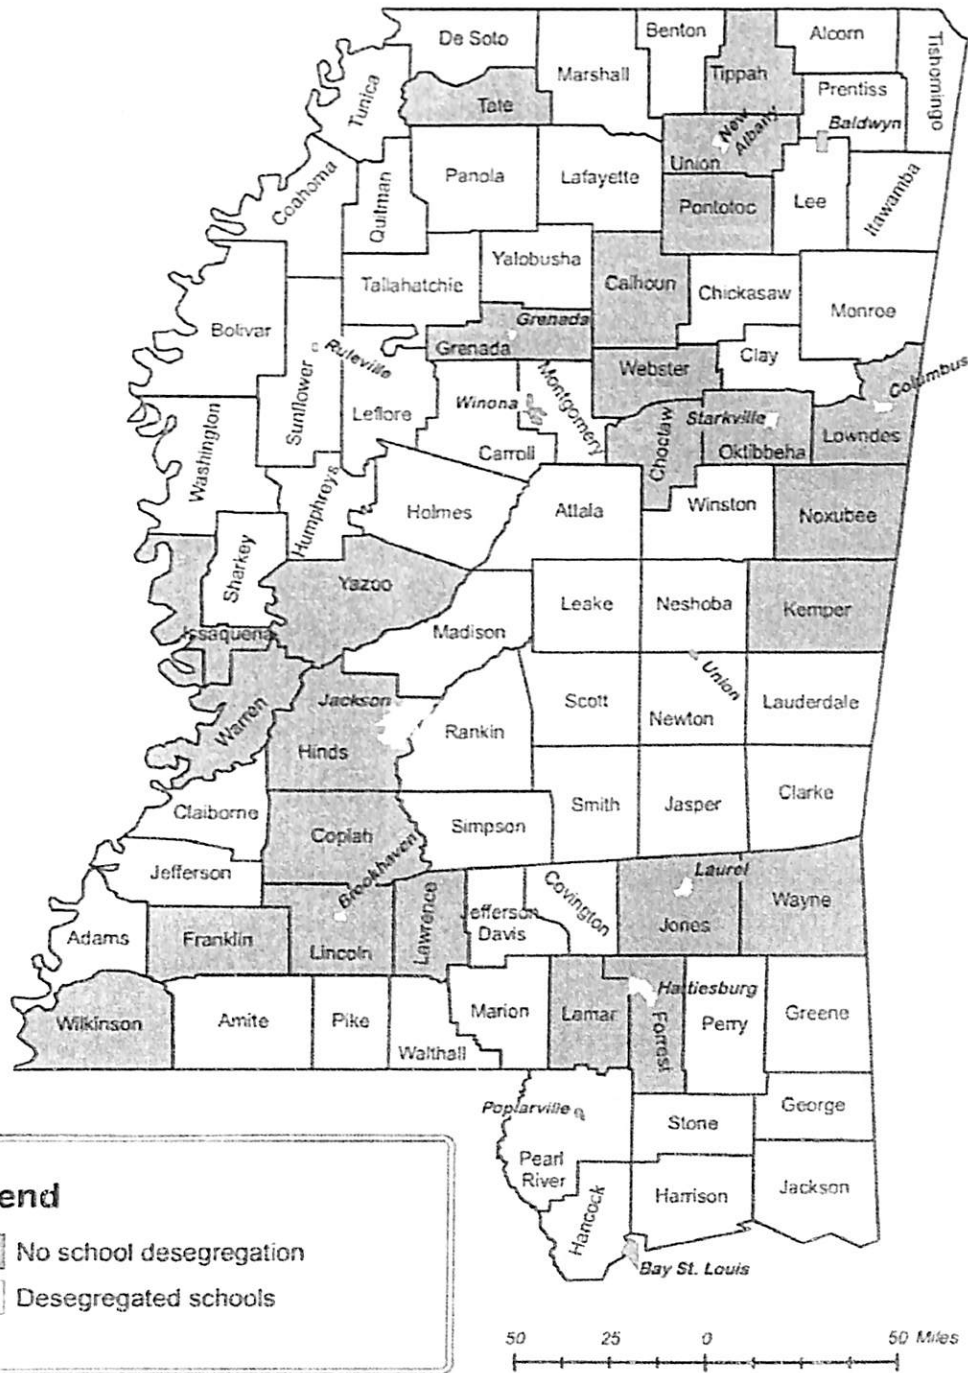 De Soto
Benton
Alcorn
Tishomingo
Marshall
Tippah
Prentiss
Tunica
Tate
New
Albany
Baldwyn
Union
Panola
Lafayette
Coahoma
Quitman
Pontotoc
Lee
Itawamba
Yalobusha
Tallahatchie
Calhoun
Chickasaw
Monroe
Bolivar
Grenada
Grenada
Ruleville
Webster
Clay
Columbus
Sunflower
Leflore
Winona
Montgomery
Choctaw
Starkville
Oktibbeha
Lowndes
Washington
Carroll
Humphreys
Holmes
Attala
Winston
Noxubee
Sharkey
Yazoo
Leake
Neshoba
Kemper
Issaquena
Madison
Union
Warren
Jackson
Hinds
Rankin
Scott
Newton
Lauderdale
Claiborne
Copiah
Simpson
Smith
Jasper
Clarke
Jefferson
Brookhaven
Lawrence
Jefferson
Davis
Covington
Laurel
Jones
Wayne
Adams
Franklin
Lincoln
Wilkinson
Amite
Pike
Walthall
Marion
Lamar
Hattiesburg
Forrest
Perry
Greene
Poplarville
Stone
George
Pearl
River
Hancock
Harrison
Jackson
Bay St. Louis
end
No school desegregation
Desegregated schools
50 25 0 50 Miles